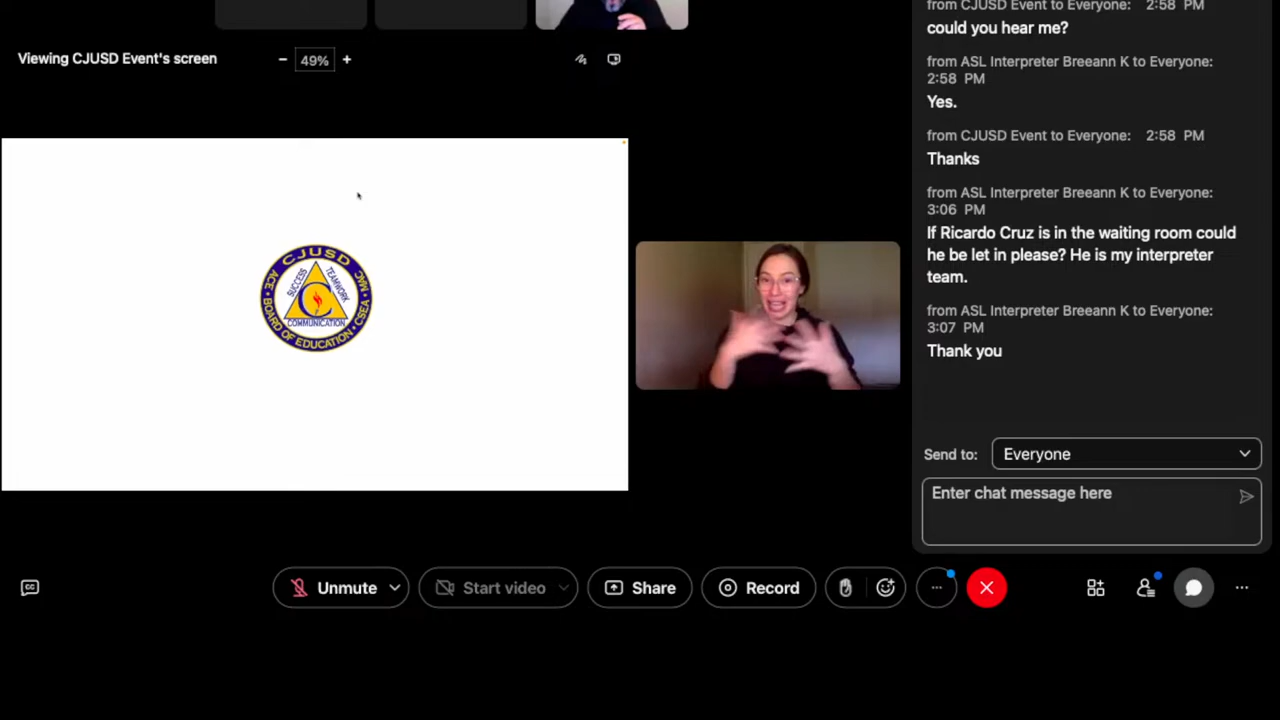 from CJUSD Event to Everyone: 2:58 PM
could you hear me?
Viewing CJUSD Event's screen
49%
from ASL Interpreter Breeann K to Everyone:
2:58 PM
Yes.
from CJUSD Event to Everyone: 2:58 PM
Thanks
from ASL Interpreter Breeann K to Everyone:
3:06 PM
If Ricardo Cruz is in the waiting room could
he be let in please? He is my interpreter
team.
from ASL Interpreter Breeann K to Everyone:
3:07 PM
Thank you
CJUSD
ACE • BOARD OF EDUCATION • CSEA MAC
SUCCESS
TEAMWORK
C
COMMUNICATION
Send to: Everyone
Enter chat message here
CC
Unmute
Start video
Share
Record